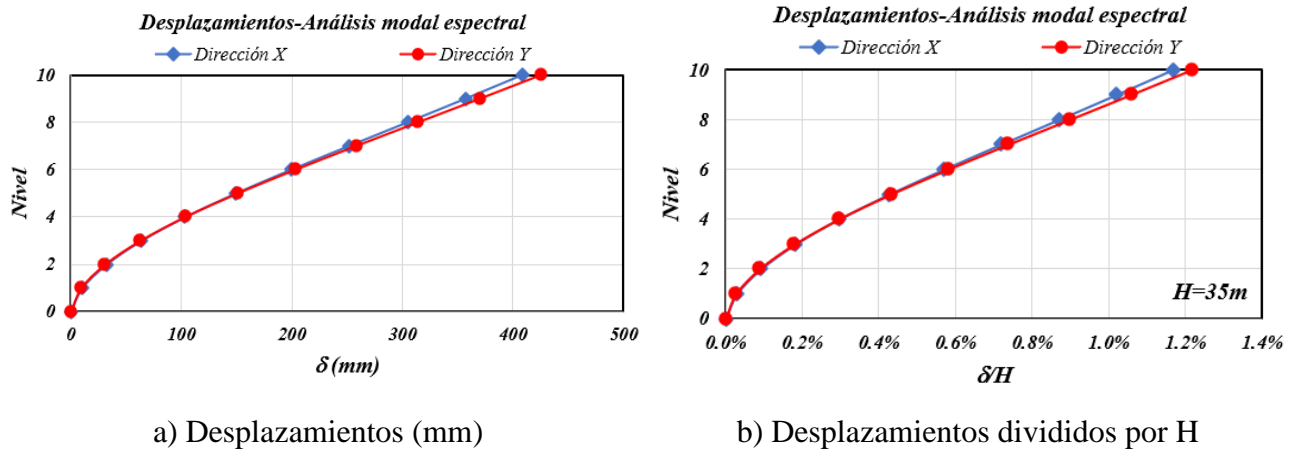 Desplazamientos-Análisis modal espectral
Dirección X
Dirección Y
10
8
6
4
2
0
Nivel
0
100
200
300
400
500
δ (mm)
a) Desplazamientos (mm)
Desplazamientos-Análisis modal espectral
Dirección X
Dirección Y
10
8
6
4
2
0
Nivel
H=35m
0.0%
0.2%
0.4%
0.6%
0.8%
1.0%
1.2%
1.4%
δ/H
b) Desplazamientos divididos por H